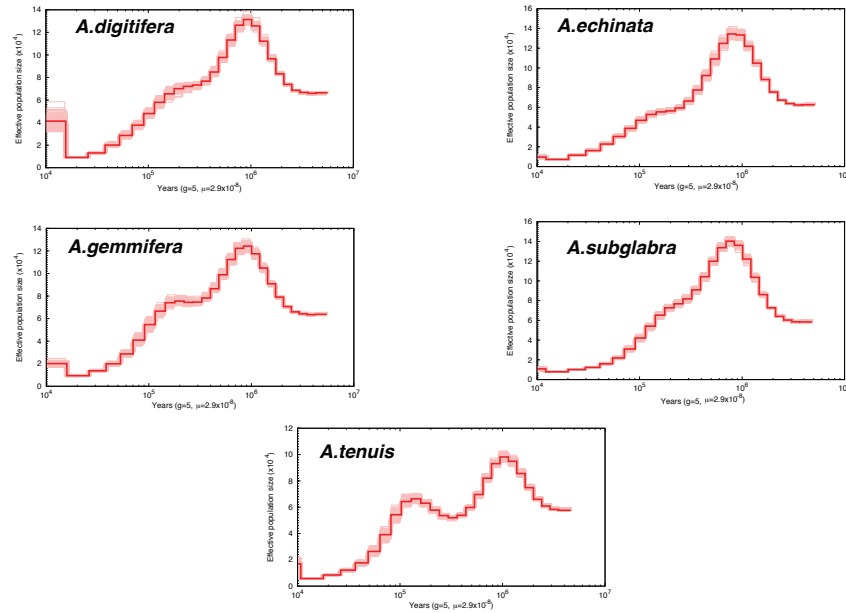 A.digitifera
Effective population size (x10⁴)
14
12
10
8
6
4
2
0
10⁴ 10⁵ 10⁶ 10⁷
Years (g=5, μ=2.9x10⁻⁸)
A.echinata
Effective population size (x10⁴)
16
14
12
10
8
6
4
2
0
10⁴ 10⁵ 10⁶ 10
Years (g=5, μ=2.9x10⁻⁸)
A.gemmifera
Effective population size (x10⁴)
14
12
10
8
6
4
2
0
10⁴ 10⁵ 10⁶ 10⁷
Years (g=5, μ=2.9x10⁻⁸)
A.subglabra
Effective population size (x10⁴)
16
14
12
10
8
6
4
2
0
10⁴ 10⁵ 10⁶ 10
Years (g=5, μ=2.9x10⁻⁸)
A.tenuis
Effective population size (x10⁴)
12
10
8
6
4
2
0
10⁴ 10⁵ 10⁶ 10⁷
Years (g=5, μ=2.9x10⁻⁸)